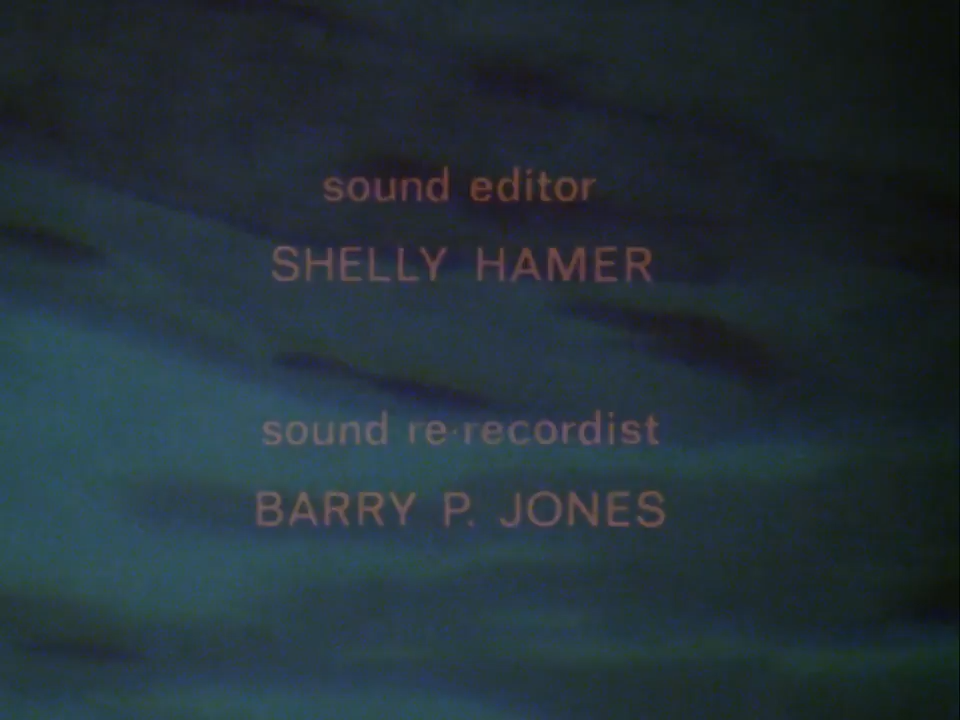 sound editor
SHELLY HAMER
sound re-recordist
BARRY P. JONES